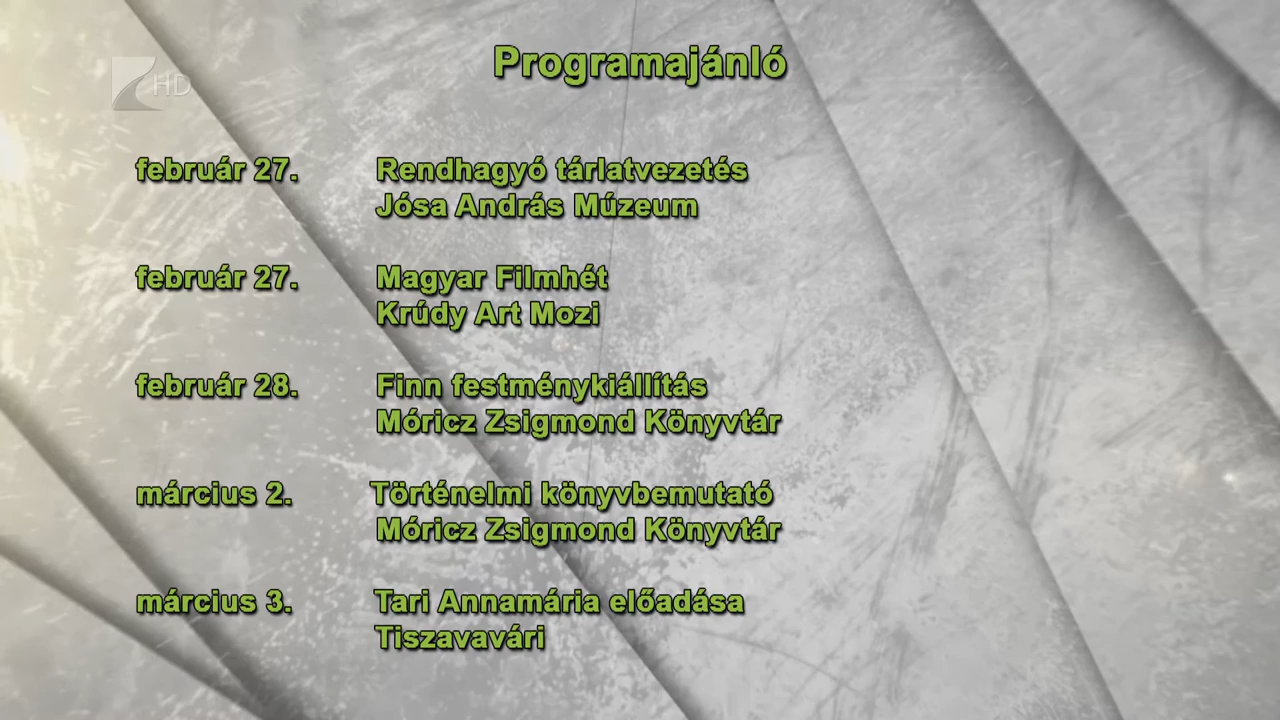 Programajánló
HD
február 27. Rendhagyó tárlatvezetés
Jósa András Múzeum
február 27. Magyar Filmhét
Krúdy Art Mozi
február 28. Finn festménykiállítás
Móricz Zsigmond Könyvtár
március 2. Történelmi könyvbemutató
Móricz Zsigmond Könyvtár
március 3. Tari Annamária előadása
Tiszavavári